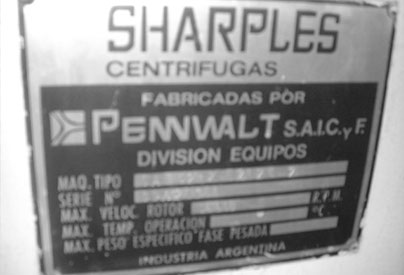 SHARPLES
CENTRIFUGAS
FABRICADAS POR
PENNWALT S.A.I.C. y F.
DIVISION EQUIPOS
MAQ. TIPO
SERIE Nº
MAX. VELOC. ROTOR R.P.M.
MAX. TEMP. OPERACION °C
MAX. PESO ESPECIFICO FASE PESADA
INDUSTRIA ARGENTINA